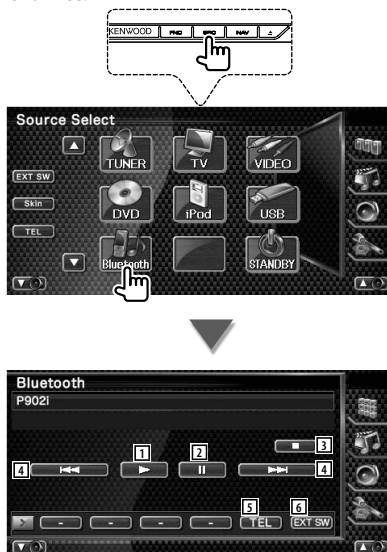 KENWOOD FNC SRC NAV
Source Select
TUNER TV VIDEO
EXT SW
Skin
DVD iPod USB
TEL
Bluetooth STANDBY
Bluetooth
P902i
1 2 3
4 4
5 6
- - - - TEL EXT SW